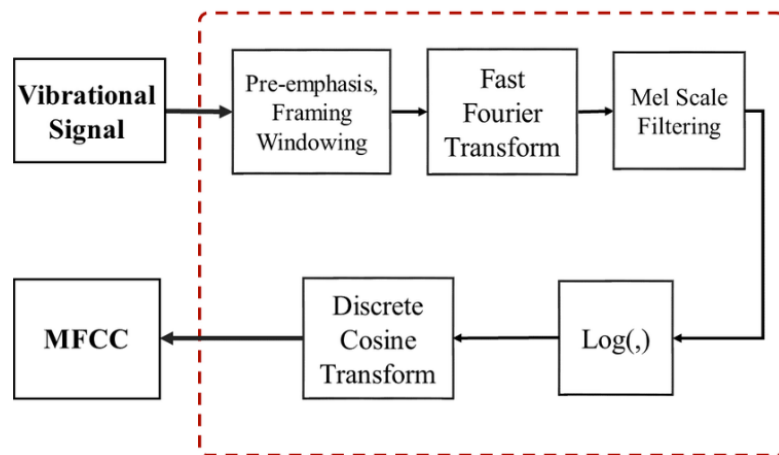 Vibrational
Signal
Pre-emphasis,
Framing
Windowing
Fast
Fourier
Transform
Mel Scale
Filtering
MFCC
Discrete
Cosine
Transform
Log(,)